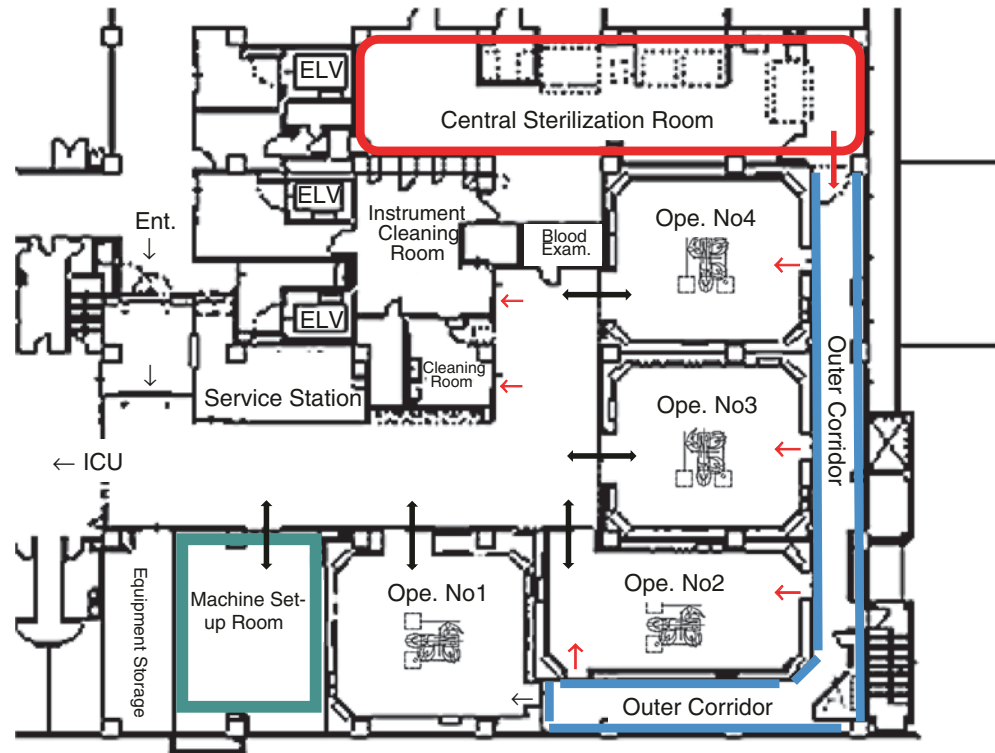 ELV
Central Sterilization Room
ELV
Ent.
Instrument
Cleaning
Room
Blood
Exam.
Ope. No4
ELV
Outer Corridor
Cleaning
Room
Service Station
Ope. No3
← ICU
Equipment Storage
Machine Set-
up Room
Ope. No1
Ope. No2
Outer Corridor